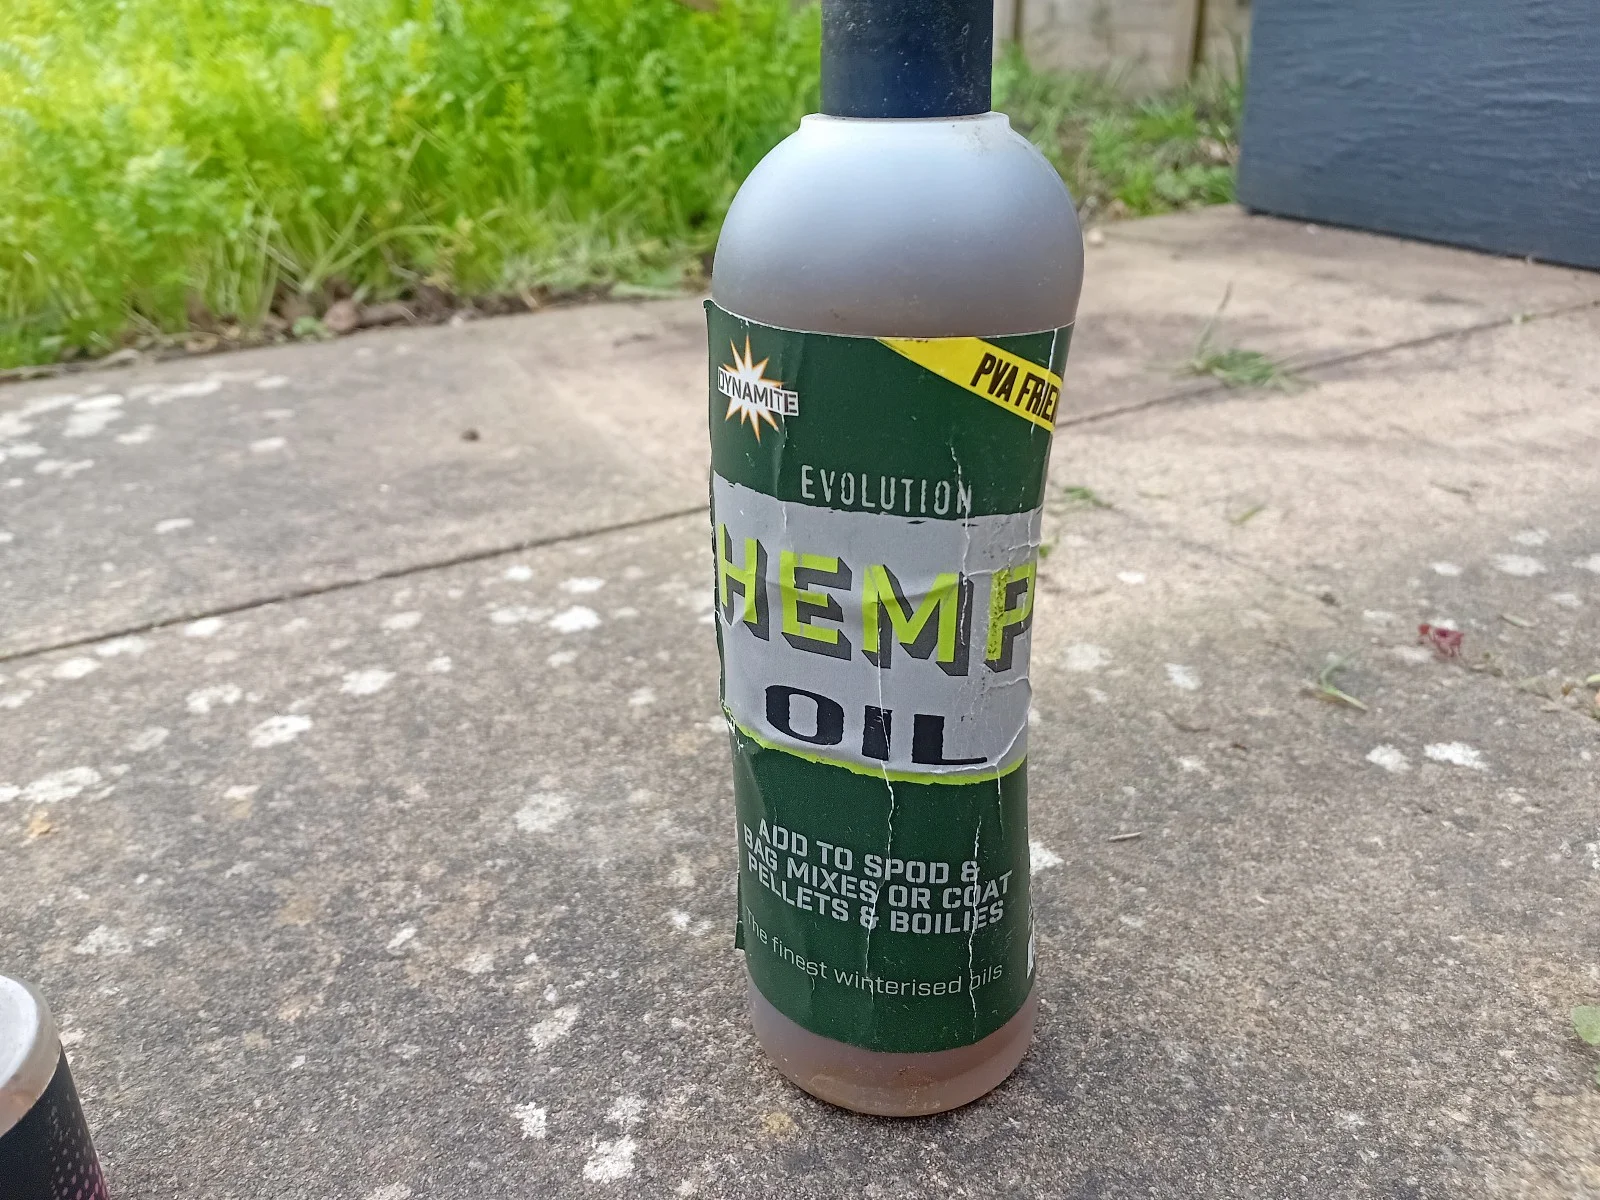 DYNAMITE
PVA FRIE
EVOLUTION
HEMP
OIL
ADD TO SPOD &
BAG MIXES OR COAT
PELLETS & BOILIES
The finest winterised oils